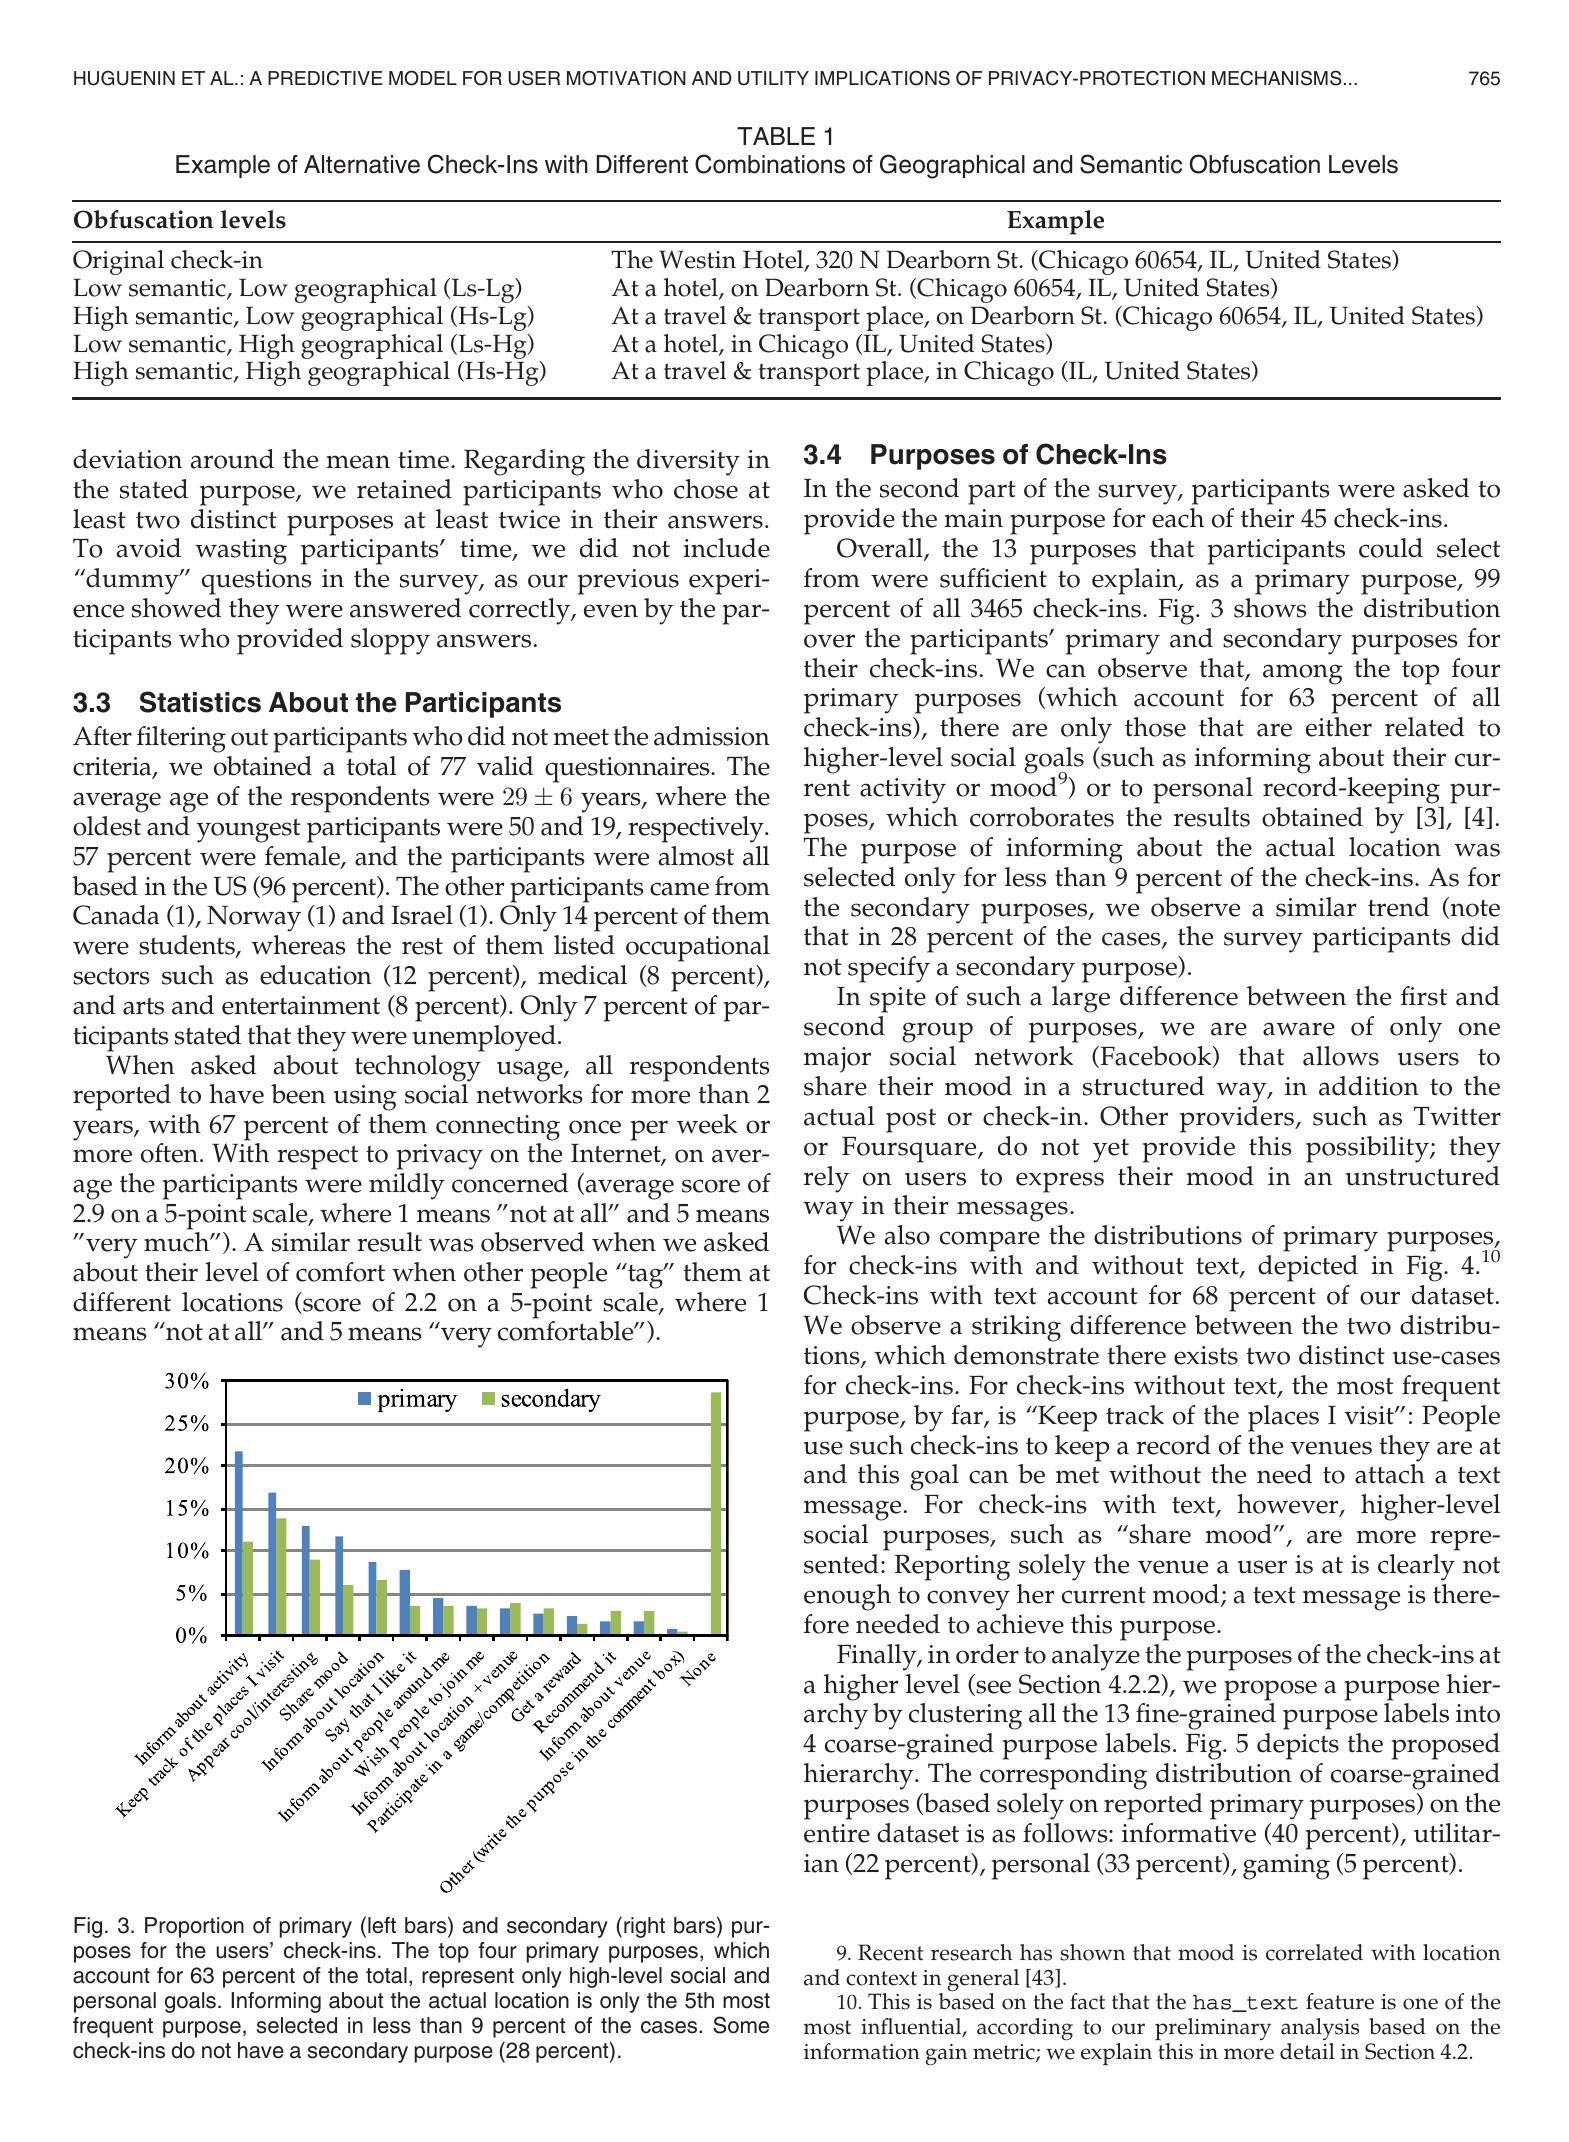 HUGUENIN ET AL.: A PREDICTIVE MODEL FOR USER MOTIVATION AND UTILITY IMPLICATIONS OF PRIVACY-PROTECTION MECHANISMS... 765
TABLE 1
Example of Alternative Check-Ins with Different Combinations of Geographical and Semantic Obfuscation Levels
Obfuscation levels Example
Original check-in The Westin Hotel, 320 N Dearborn St. (Chicago 60654, IL, United States)
Low semantic, Low geographical (Ls-Lg) At a hotel, on Dearborn St. (Chicago 60654, IL, United States)
High semantic, Low geographical (Hs-Lg) At a travel & transport place, on Dearborn St. (Chicago 60654, IL, United States)
Low semantic, High geographical (Ls-Hg) At a hotel, in Chicago (IL, United States)
High semantic, High geographical (Hs-Hg) At a travel & transport place, in Chicago (IL, United States)
deviation around the mean time. Regarding the diversity in
the stated purpose, we retained participants who chose at
least two distinct purposes at least twice in their answers.
To avoid wasting participants' time, we did not include
“dummy” questions in the survey, as our previous experi-
ence showed they were answered correctly, even by the par-
ticipants who provided sloppy answers.
3.3 Statistics About the Participants
After filtering out participants who did not meet the admission
criteria, we obtained a total of 77 valid questionnaires. The
average age of the respondents were 29 ± 6 years, where the
oldest and youngest participants were 50 and 19, respectively.
57 percent were female, and the participants were almost all
based in the US (96 percent). The other participants came from
Canada (1), Norway (1) and Israel (1). Only 14 percent of them
were students, whereas the rest of them listed occupational
sectors such as education (12 percent), medical (8 percent),
and arts and entertainment (8 percent). Only 7 percent of par-
ticipants stated that they were unemployed.
When asked about technology usage, all respondents
reported to have been using social networks for more than 2
years, with 67 percent of them connecting once per week or
more often. With respect to privacy on the Internet, on aver-
age the participants were mildly concerned (average score of
2.9 on a 5-point scale, where 1 means ”not at all” and 5 means
”very much”). A similar result was observed when we asked
about their level of comfort when other people “tag” them at
different locations (score of 2.2 on a 5-point scale, where 1
means “not at all” and 5 means “very comfortable”).
30%
25%
20%
15%
10%
5%
0%
primary secondary
Inform about activity
Keep track of the places I visit
Appear cool/interesting
Share mood
Inform about location
Say that I like it
Inform about people around me
Wish people to join me
Inform about location + venue
Participate in a game/competition
Get a reward
Recommend it
Inform about venue
Other (write the purpose in the comment box)
None
Fig. 3. Proportion of primary (left bars) and secondary (right bars) pur-
poses for the users' check-ins. The top four primary purposes, which
account for 63 percent of the total, represent only high-level social and
personal goals. Informing about the actual location is only the 5th most
frequent purpose, selected in less than 9 percent of the cases. Some
check-ins do not have a secondary purpose (28 percent).
3.4 Purposes of Check-Ins
In the second part of the survey, participants were asked to
provide the main purpose for each of their 45 check-ins.
Overall, the 13 purposes that participants could select
from were sufficient to explain, as a primary purpose, 99
percent of all 3465 check-ins. Fig. 3 shows the distribution
over the participants' primary and secondary purposes for
their check-ins. We can observe that, among the top four
primary purposes (which account for 63 percent of all
check-ins), there are only those that are either related to
higher-level social goals (such as informing about their cur-
rent activity or mood9) or to personal record-keeping pur-
poses, which corroborates the results obtained by [3], [4].
The purpose of informing about the actual location was
selected only for less than 9 percent of the check-ins. As for
the secondary purposes, we observe a similar trend (note
that in 28 percent of the cases, the survey participants did
not specify a secondary purpose).
In spite of such a large difference between the first and
second group of purposes, we are aware of only one
major social network (Facebook) that allows users to
share their mood in a structured way, in addition to the
actual post or check-in. Other providers, such as Twitter
or Foursquare, do not yet provide this possibility; they
rely on users to express their mood in an unstructured
way in their messages.
We also compare the distributions of primary purposes,
for check-ins with and without text, depicted in Fig. 4.10
Check-ins with text account for 68 percent of our dataset.
We observe a striking difference between the two distribu-
tions, which demonstrate there exists two distinct use-cases
for check-ins. For check-ins without text, the most frequent
purpose, by far, is “Keep track of the places I visit”: People
use such check-ins to keep a record of the venues they are at
and this goal can be met without the need to attach a text
message. For check-ins with text, however, higher-level
social purposes, such as “share mood”, are more repre-
sented: Reporting solely the venue a user is at is clearly not
enough to convey her current mood; a text message is there-
fore needed to achieve this purpose.
Finally, in order to analyze the purposes of the check-ins at
a higher level (see Section 4.2.2), we propose a purpose hier-
archy by clustering all the 13 fine-grained purpose labels into
4 coarse-grained purpose labels. Fig. 5 depicts the proposed
hierarchy. The corresponding distribution of coarse-grained
purposes (based solely on reported primary purposes) on the
entire dataset is as follows: informative (40 percent), utilitar-
ian (22 percent), personal (33 percent), gaming (5 percent).
9. Recent research has shown that mood is correlated with location
and context in general [43].
10. This is based on the fact that the has_text feature is one of the
most influential, according to our preliminary analysis based on the
information gain metric; we explain this in more detail in Section 4.2.